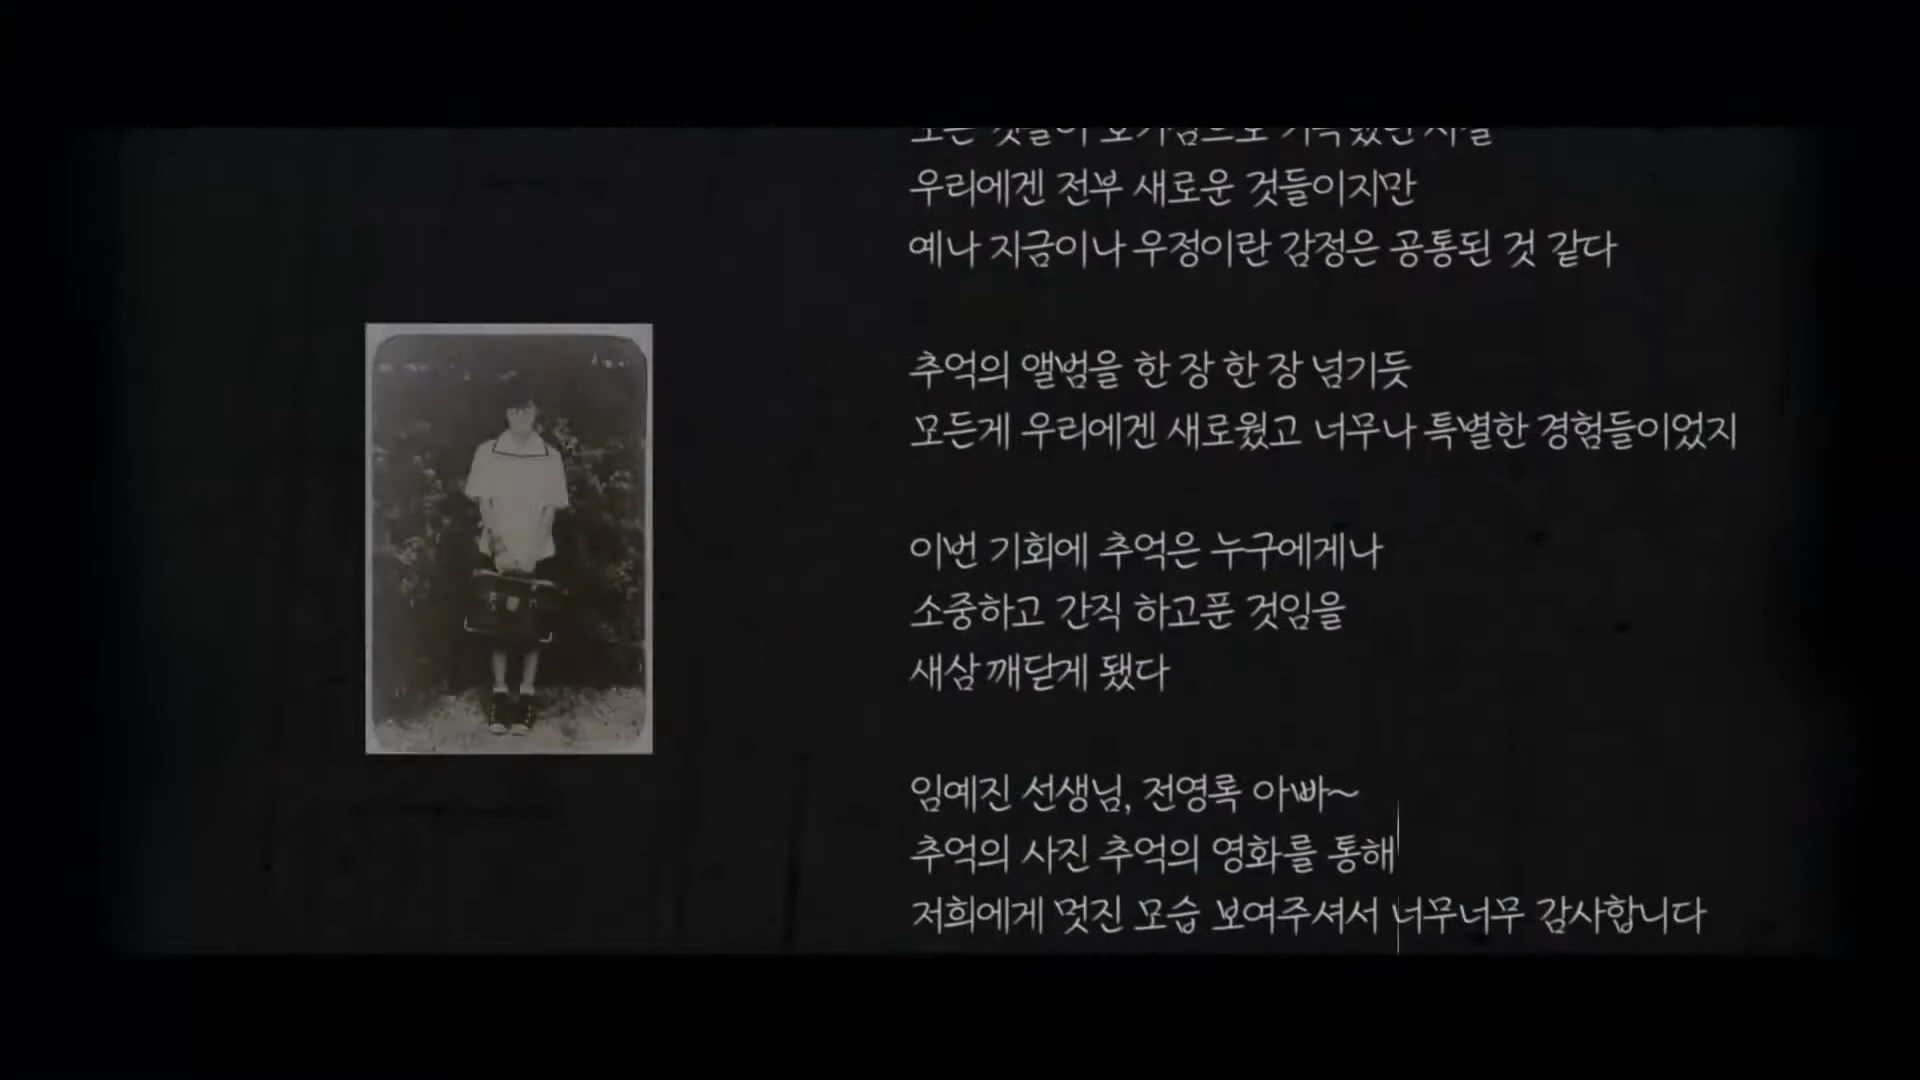 우리에겐 전부 새로운 것들이지만
예나 지금이나 우정이란 감정은 공통된 것 같다
추억의 앨범을 한 장 한 장 넘기듯
모든게 우리에겐 새로웠고 너무나 특별한 경험들이었지
이번 기회에 추억은 누구에게나
소중하고 간직 하고푼 것임을
새삼 깨닫게 됐다
임예진 선생님, 전영록 아빠~
추억의 사진 추억의 영화를 통해
저희에게 멋진 모습 보여주셔서 너무너무 감사합니다